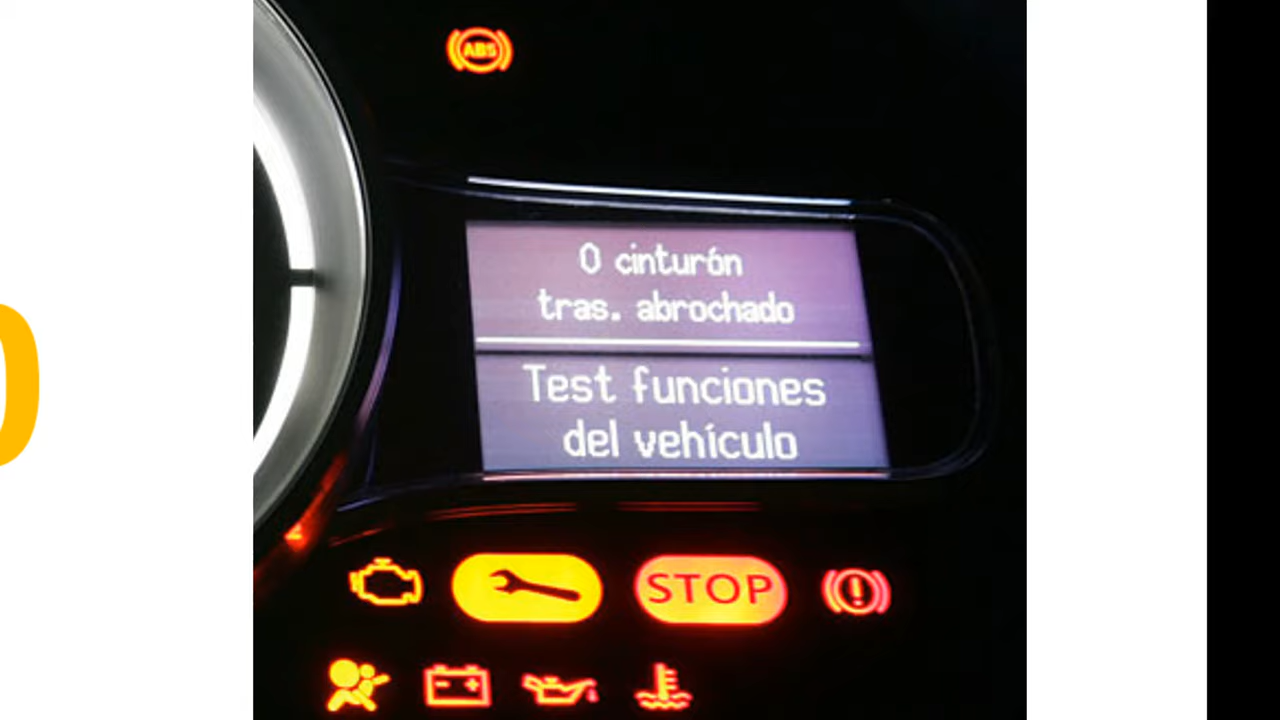 ABS
0 cinturón
tras. abrochado
Test funciones
del vehículo
STOP